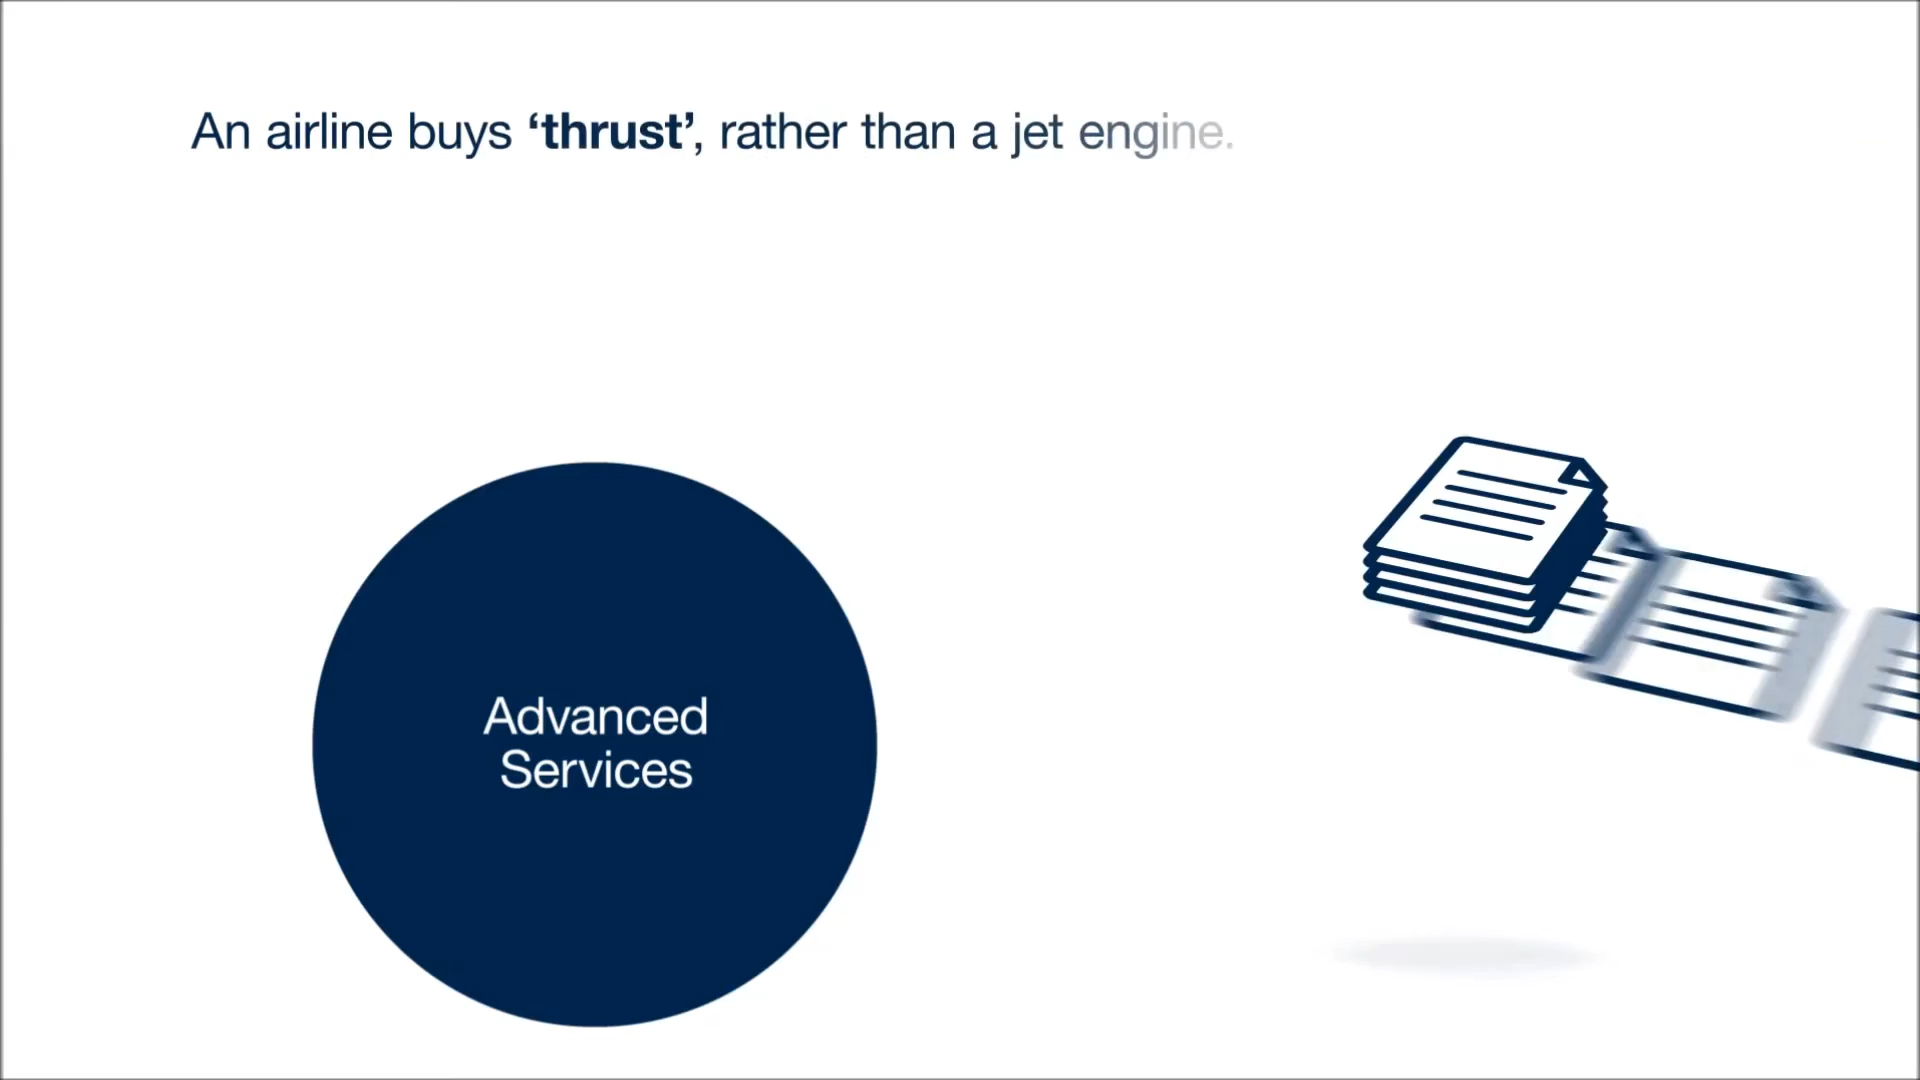 An airline buys ‘thrust’, rather than a jet engine.
Advanced
Services